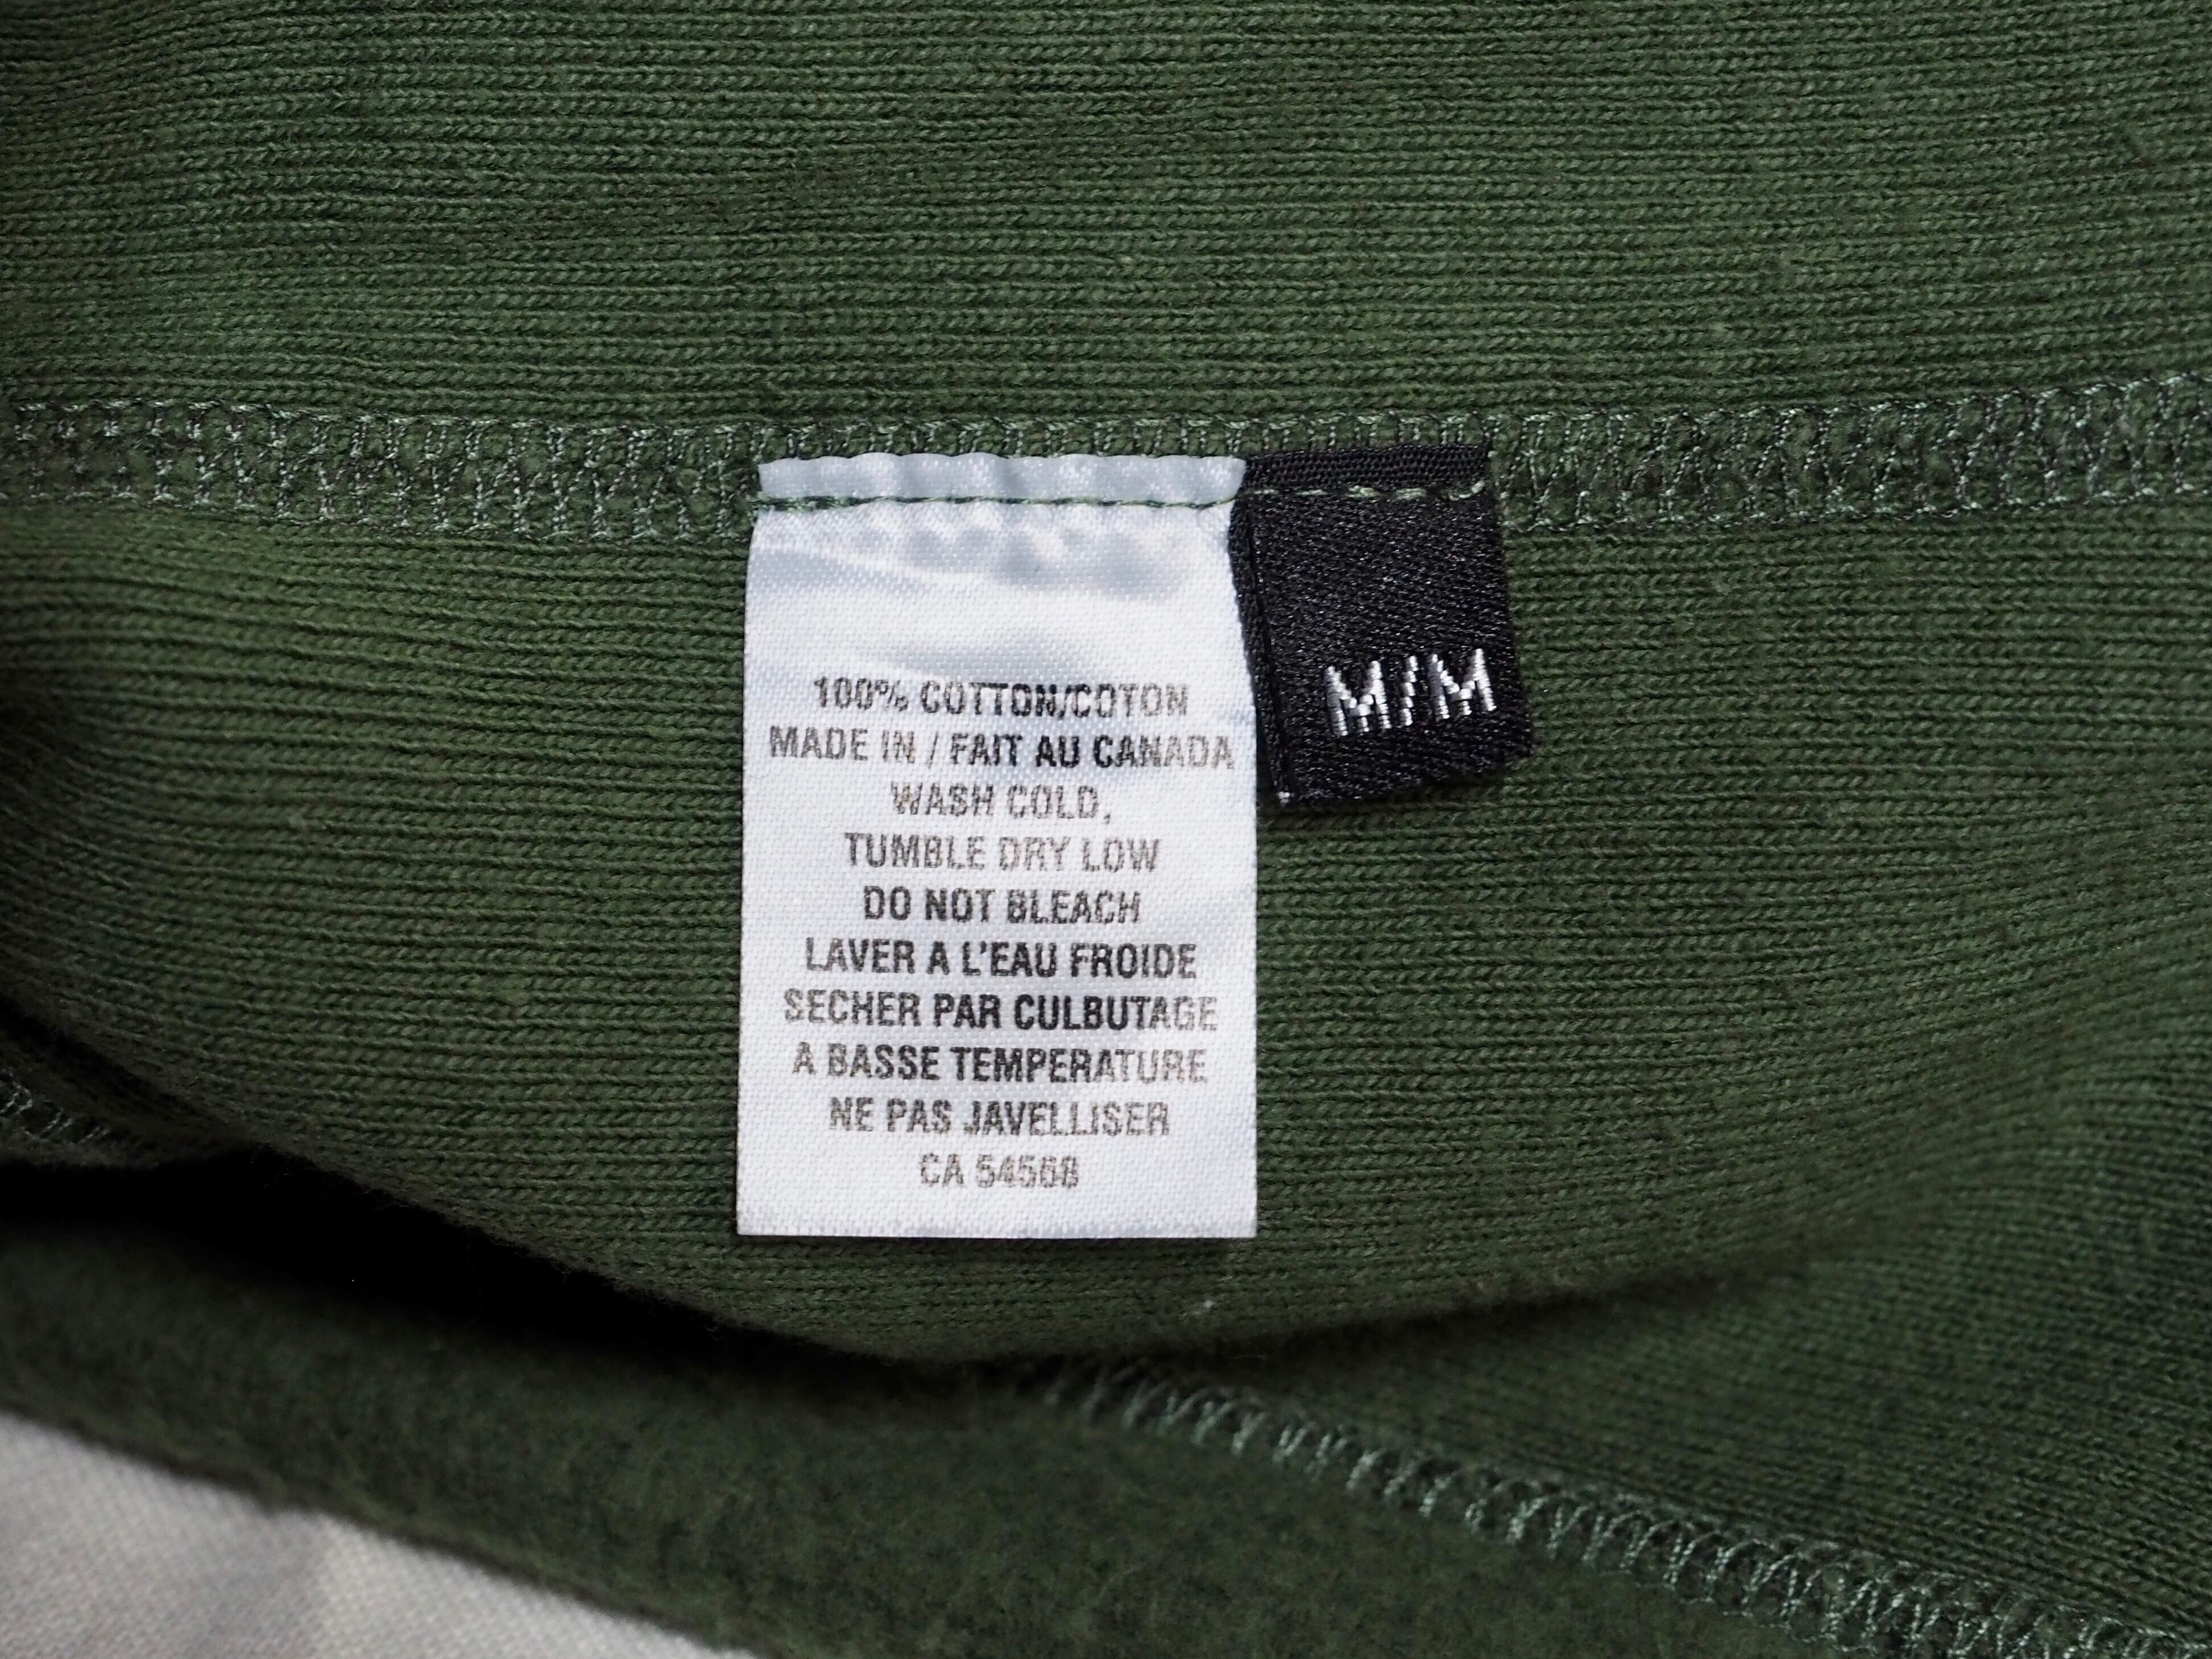 100% COTTON/COTON
MADE IN / FAIT AU CANADA
WASH COLD,
TUMBLE DRY LOW
DO NOT BLEACH
LAVER A L'EAU FROIDE
SECHER PAR CULBUTAGE
A BASSE TEMPERATURE
NE PAS JAVELLISER
CA 54568
M/M